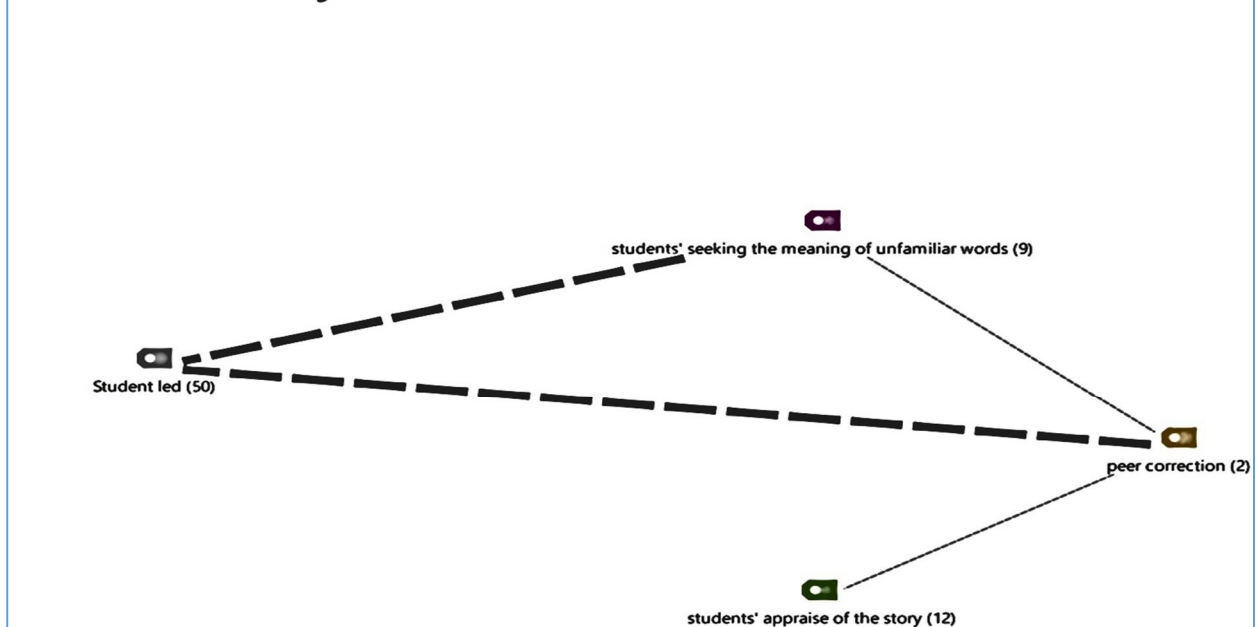 students' seeking the meaning of unfamiliar words (9)
Student led (50)
peer correction (2)
students' appraise of the story (12)